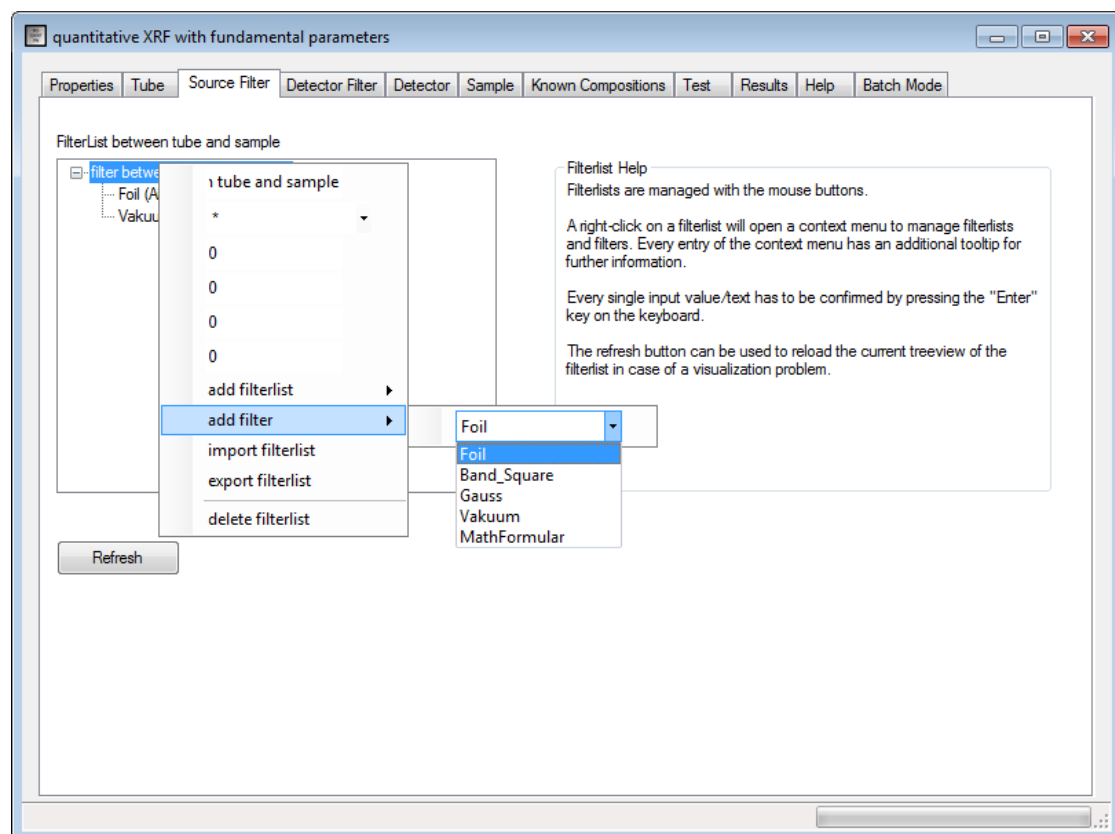 quantitative XRF with fundamental parameters
Properties Tube Source Filter Detector Filter Detector Sample Known Compositions Test Results Help Batch Mode
FilterList between tube and sample
filter betwe
Foil (A
Vakuu
n tube and sample
*
0
0
0
0
add filterlist
add filter
import filterlist
export filterlist
delete filterlist
Foil
Foil
Band_Square
Gauss
Vakuum
MathFormular
Filterlist Help
Filterlists are managed with the mouse buttons.
A right-click on a filterlist will open a context menu to manage filterlists
and filters. Every entry of the context menu has an additional tooltip for
further information.
Every single input value/text has to be confirmed by pressing the "Enter"
key on the keyboard.
The refresh button can be used to reload the current treeview of the
filterlist in case of a visualization problem.
Refresh